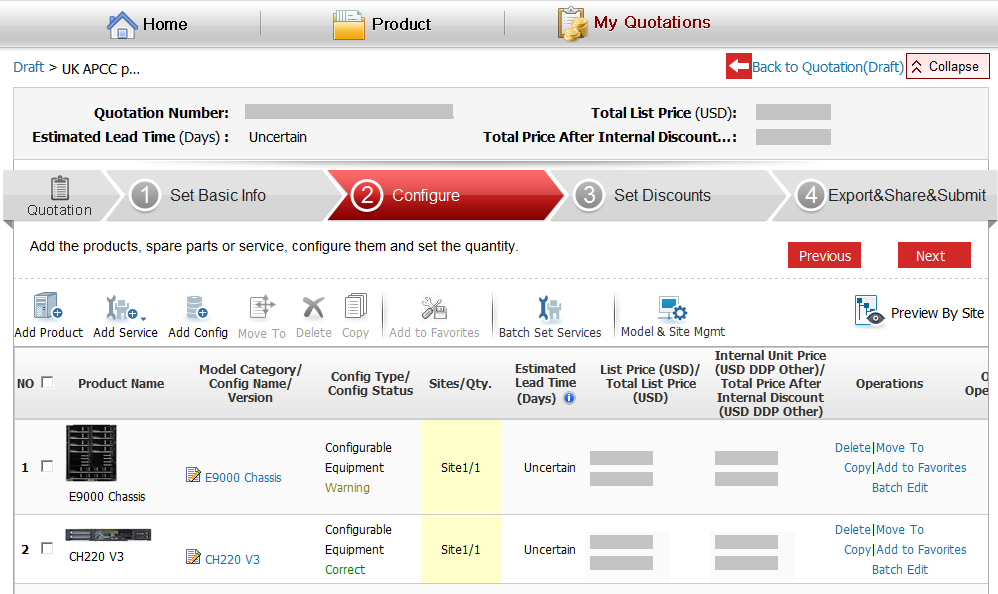 Home Product My Quotations
Draft > UK APCC p... Back to Quotation(Draft) Collapse
Quotation Number: Total List Price (USD):
Estimated Lead Time (Days) : Uncertain Total Price After Internal Discount...:
Quotation 1 Set Basic Info 2 Configure 3 Set Discounts 4 Export&Share&Submit
Add the products, spare parts or service, configure them and set the quantity.
Previous Next
Add Product Add Service Add Config Move To Delete Copy Add to Favorites Batch Set Services Model & Site Mgmt Preview By Site
NO Product Name
Model Category/
Config Name/
Version
Config Type/
Config Status
Sites/Qty.
Estimated
Lead Time
(Days)
List Price (USD)/
Total List Price
(USD)
Internal Unit Price
(USD DDP Other)/
Total Price After
Internal Discount
(USD DDP Other)
Operations
O
Ope
1 E9000 Chassis E9000 Chassis
Configurable
Equipment
Warning
Site1/1 Uncertain
Delete|Move To
Copy|Add to Favorites
Batch Edit
2 CH220 V3 CH220 V3
Configurable
Equipment
Correct
Site1/1 Uncertain
Delete|Move To
Copy|Add to Favorites
Batch Edit